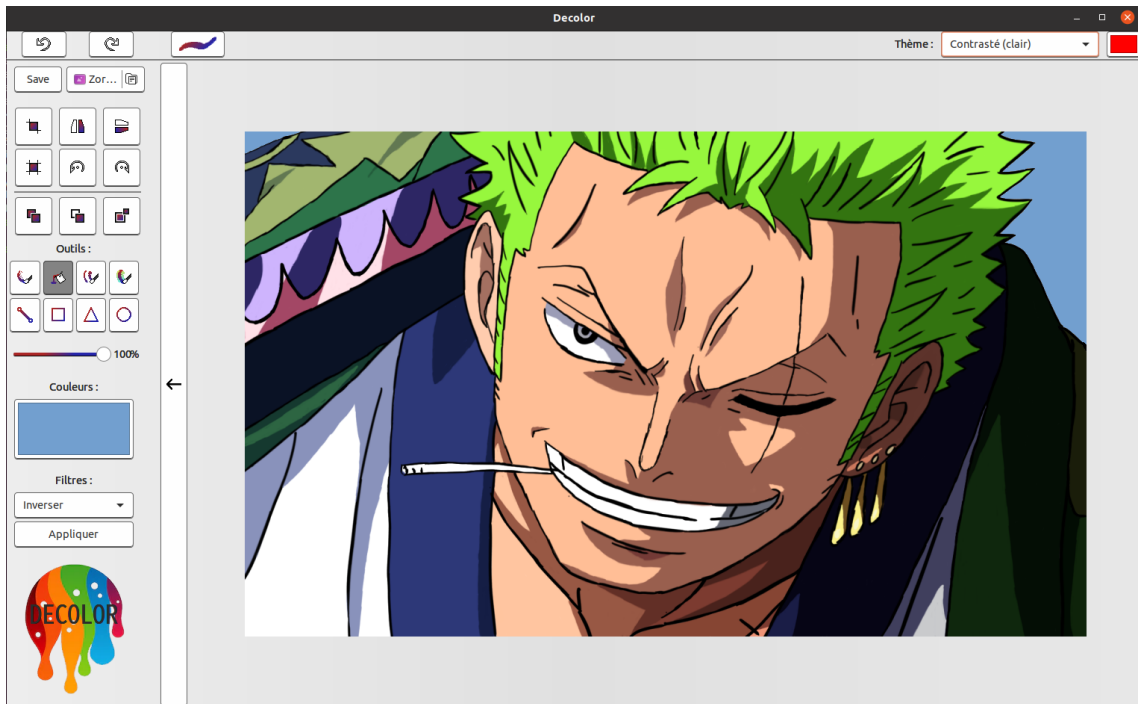 Decolor
Thème : Contrasté (clair)
Save Zor...
Outils :
100%
Couleurs :
Filtres :
Inverser
Appliquer
DECOLOR